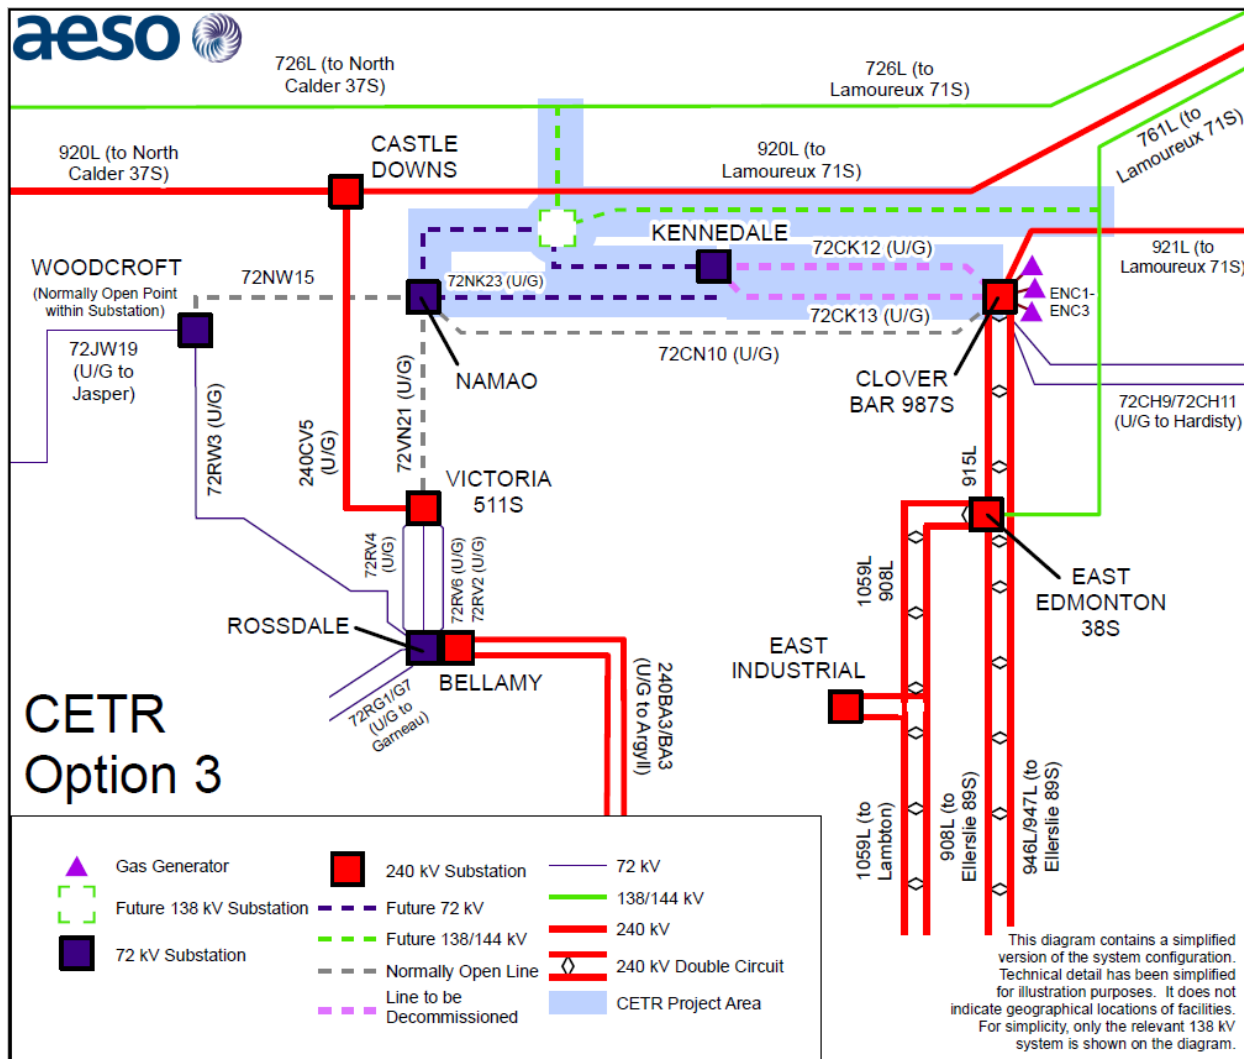 aeso
726L (to North
Calder 37S)
726L (to
Lamoureux 71S)
761L (to
Lamoureux 71S)
920L (to North
Calder 37S)
CASTLE
DOWNS
920L (to
Lamoureux 71S)
KENNEDALE
72CK12 (U/G)
921L (to
Lamoureux 71S)
WOODCROFT
(Normally Open Point
within Substation)
72NW15
72NK23 (U/G)
ENC1-
ENC3
72CK13 (U/G)
72JW19
(U/G to
Jasper)
72CN10 (U/G)
NAMAO
CLOVER
BAR 987S
72CH9/72CH11
(U/G to Hardisty)
72RW3 (U/G)
240CV5
(U/G)
72VN21 (U/G)
915L
VICTORIA
511S
72RV4
(U/G)
72RV6 (U/G)
72RV2 (U/G)
1059L
908L
EAST
EDMONTON
38S
ROSSDALE
BELLAMY
EAST
INDUSTRIAL
72RG1/G7
(U/G to
Garneau)
240BA3/BA3
(U/G to Argyll)
CETR
Option 3
1059L (to
Lambton)
908L (to
Ellerslie 89S)
946L/947L (to
Ellerslie 89S)
Gas Generator
Future 138 kV Substation
72 kV Substation
240 kV Substation
Future 72 kV
Future 138/144 kV
Normally Open Line
Line to be
Decommissioned
72 kV
138/144 kV
240 kV
240 kV Double Circuit
CETR Project Area
This diagram contains a simplified
version of the system configuration.
Technical detail has been simplified
for illustration purposes. It does not
indicate geographical locations of facilities.
For simplicity, only the relevant 138 kV
system is shown on the diagram.